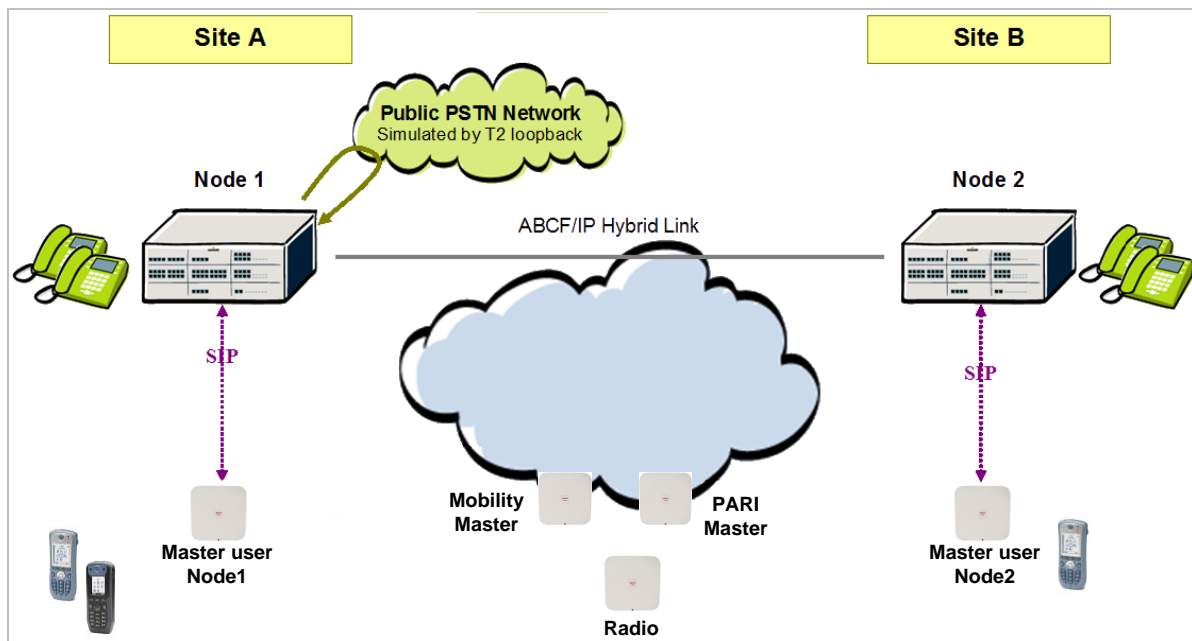 Site A
Site B
Public PSTN Network
Simulated by T2 loopback
Node 1
Node 2
ABCF/IP Hybrid Link
SIP
SIP
Mobility
Master
PARI
Master
Master user
Node1
Master user
Node2
Radio